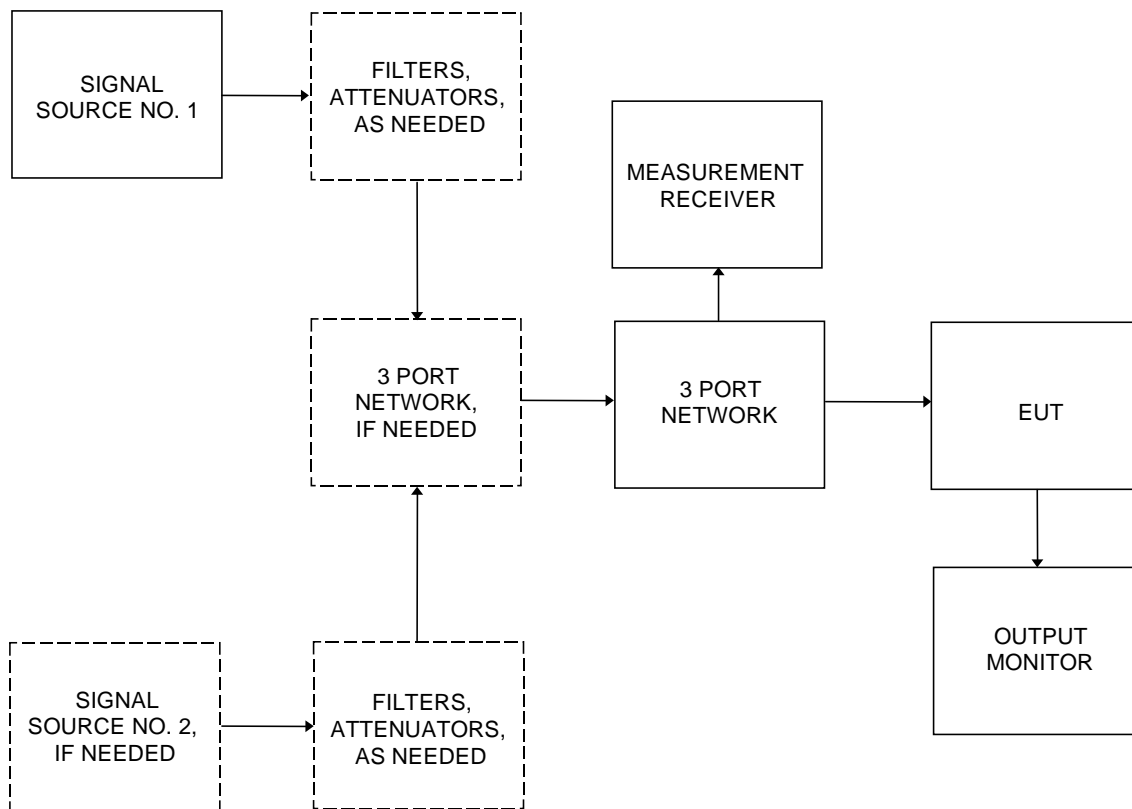 SIGNAL
SOURCE NO. 1
FILTERS,
ATTENUATORS,
AS NEEDED
MEASUREMENT
RECEIVER
3 PORT
NETWORK,
IF NEEDED
3 PORT
NETWORK
EUT
OUTPUT
MONITOR
SIGNAL
SOURCE NO. 2,
IF NEEDED
FILTERS,
ATTENUATORS,
AS NEEDED